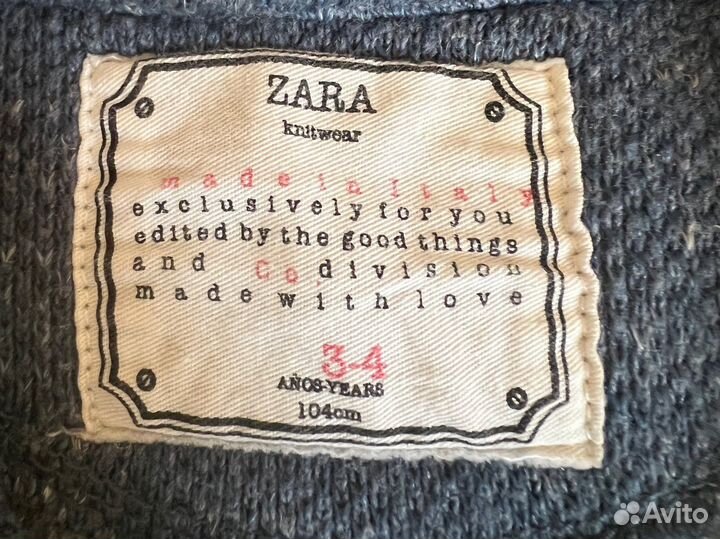 ZARA
knitwear
made in Italy
exclusively for you
edited by the good things
and Co. division
made with love
3-4
AÑOS-YEARS
104cm
Avito